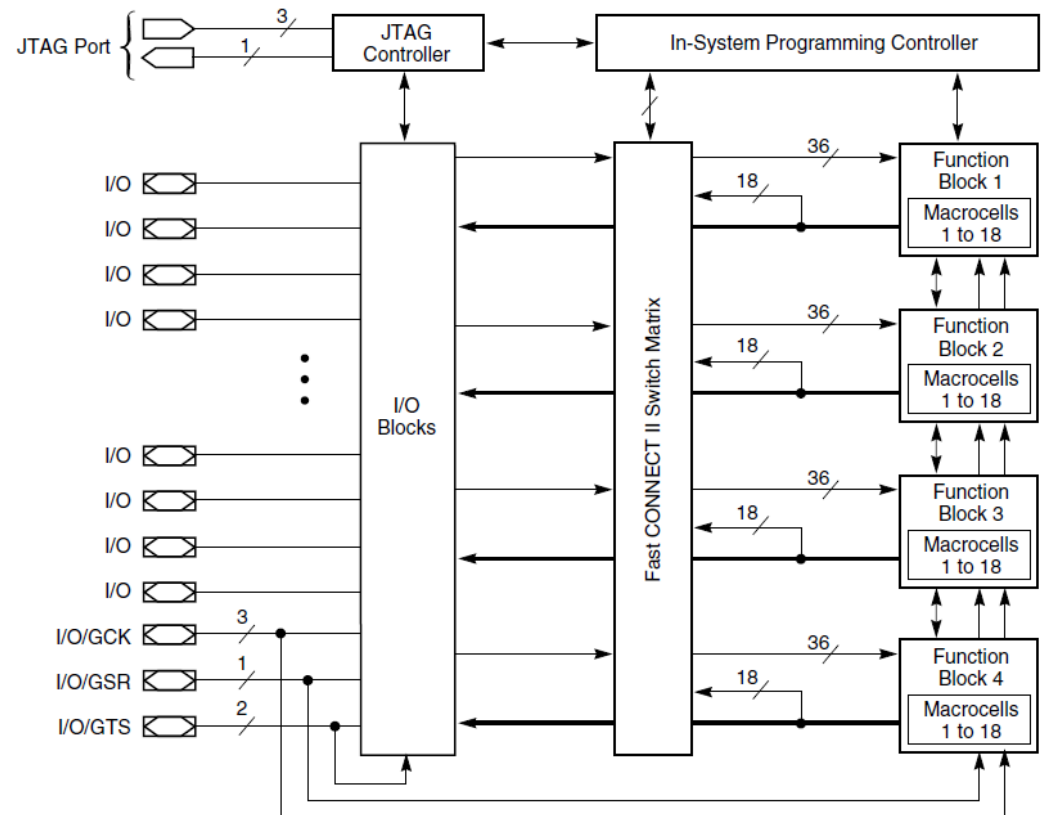 JTAG Port
3
1
JTAG
Controller
In-System Programming Controller
I/O
I/O
I/O
I/O
I/O
I/O
I/O
I/O
I/O/GCK
3
I/O/GSR
1
I/O/GTS
2
I/O
Blocks
Fast CONNECT II Switch Matrix
36
18
Function
Block 1
Macrocells
1 to 18
36
18
Function
Block 2
Macrocells
1 to 18
36
18
Function
Block 3
Macrocells
1 to 18
36
18
Function
Block 4
Macrocells
1 to 18